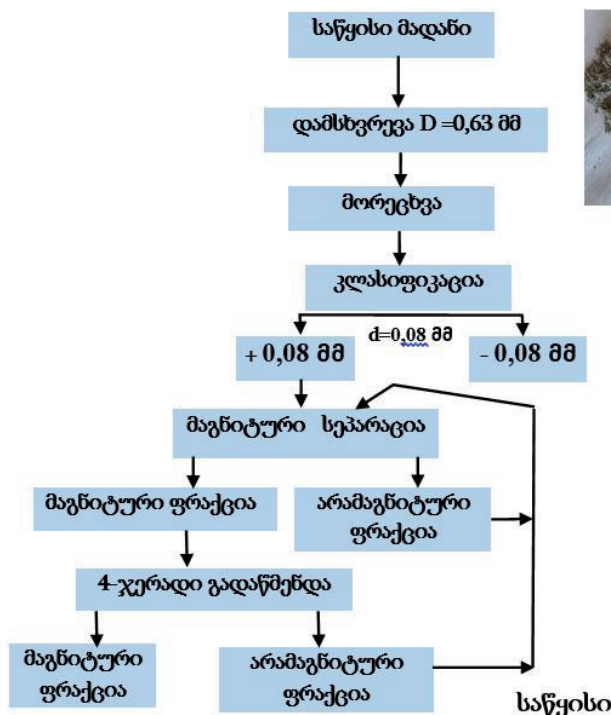 საწყისი მადანი
დამსხვრევა D =0,63 მმ
მორეცხვა
კლასიფიკაცია
d=0,08 მმ
+ 0,08 მმ
- 0,08 მმ
მაგნიტური სეპარაცია
მაგნიტური ფრაქცია
არამაგნიტური
ფრაქცია
4-ჯერადი გადაწმენდა
მაგნიტური
ფრაქცია
არამაგნიტური
ფრაქცია
საწყისი